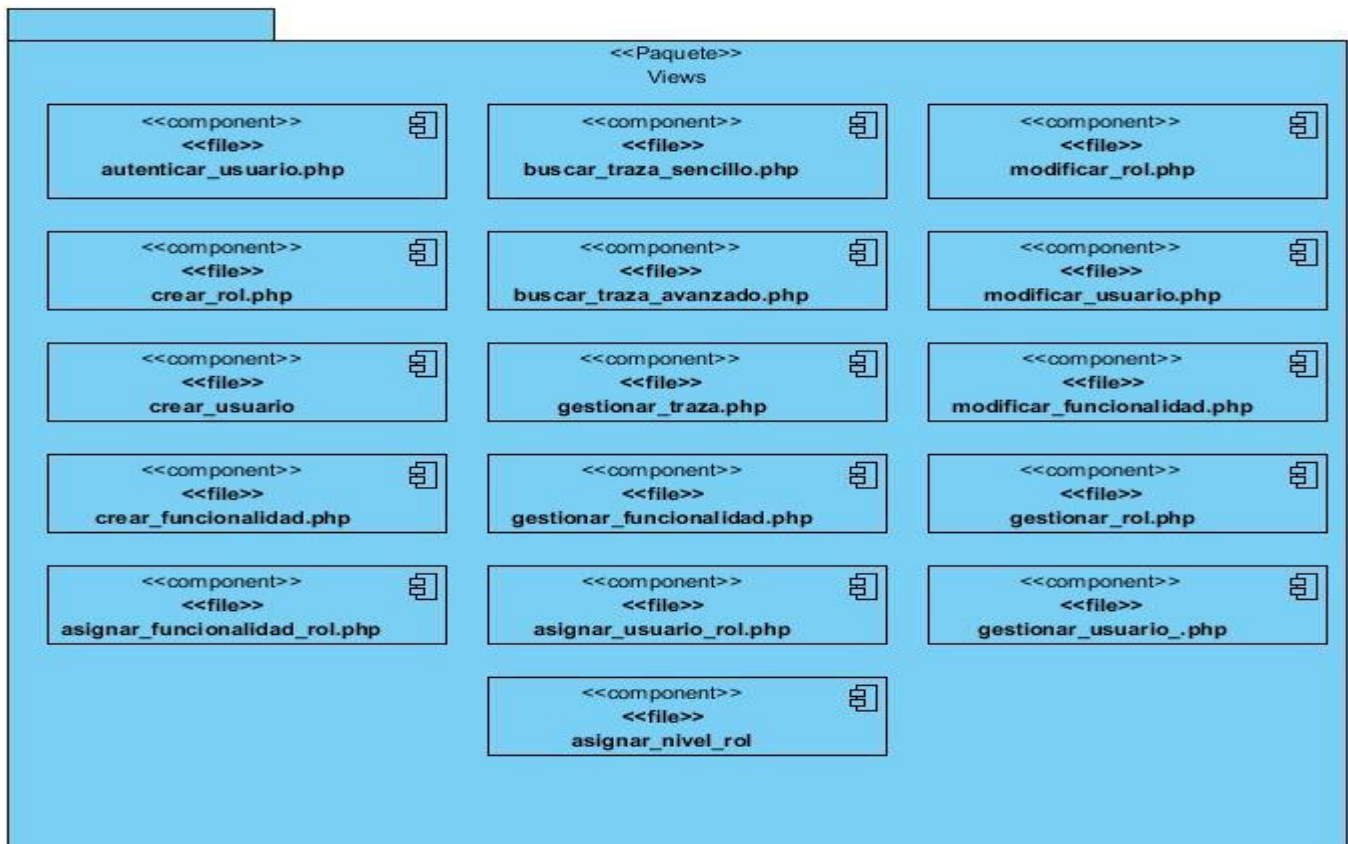 <<Paquete>>
Views
<<component>>
<<file>>
autenticar_usuario.php
<<component>>
<<file>>
buscar_traza_sencillo.php
<<component>>
<<file>>
modificar_rol.php
<<component>>
<<file>>
crear_rol.php
<<component>>
<<file>>
buscar_traza_avanzado.php
<<component>>
<<file>>
modificar_usuario.php
<<component>>
<<file>>
crear_usuario
<<component>>
<<file>>
gestionar_traza.php
<<component>>
<<file>>
modificar_funcionalidad.php
<<component>>
<<file>>
crear_funcionalidad.php
<<component>>
<<file>>
gestionar_funcionalidad.php
<<component>>
<<file>>
gestionar_rol.php
<<component>>
<<file>>
asignar_funcionalidad_rol.php
<<component>>
<<file>>
asignar_usuario_rol.php
<<component>>
<<file>>
gestionar_usuario_.php
<<component>>
<<file>>
asignar_nivel_rol